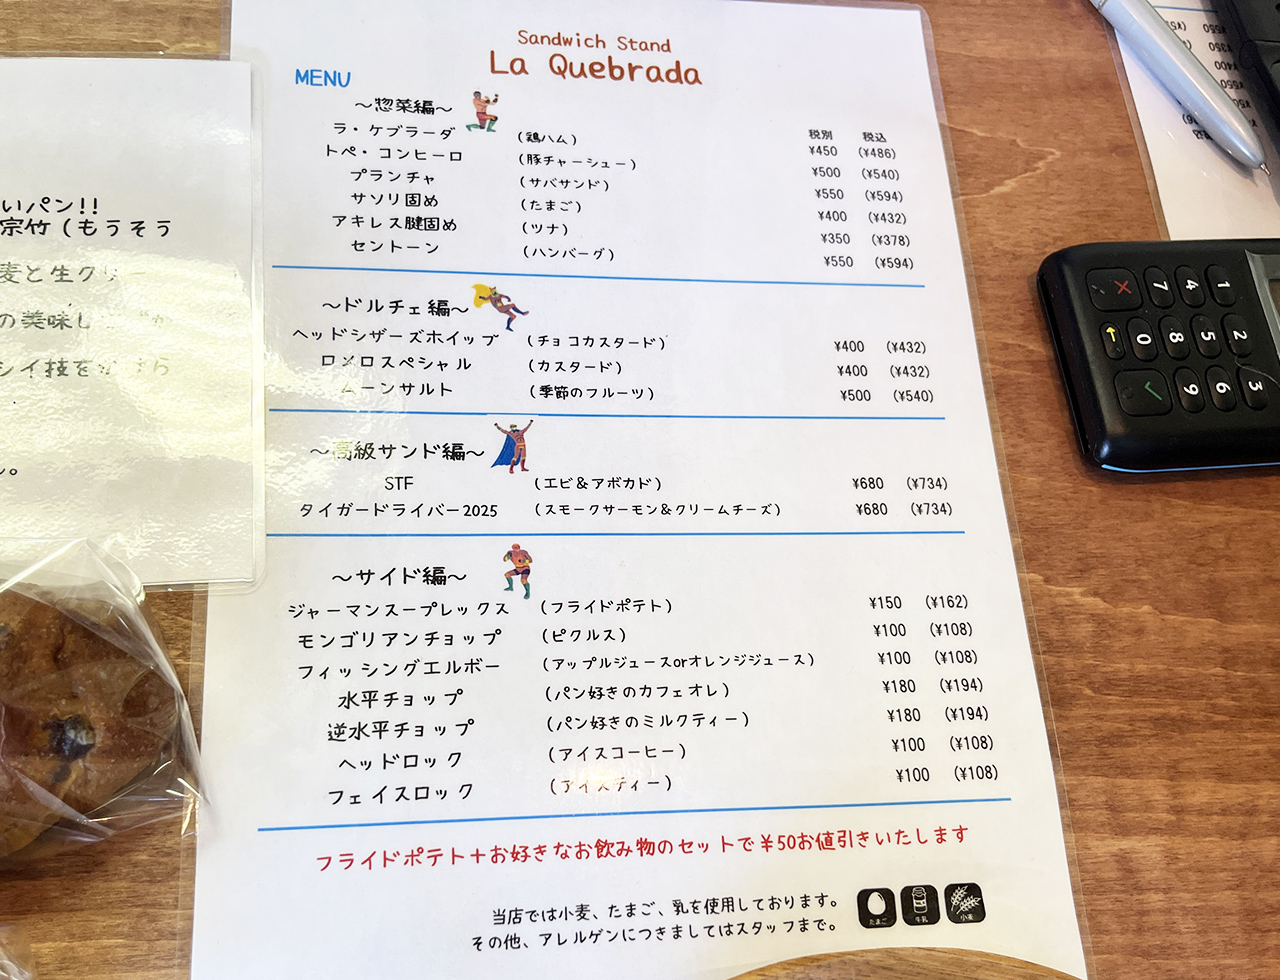 Sandwich Stand
La Quebrada
MENU
～惣菜編～
税別 税込
ラ・ケブラーダ (鶏ハム) ¥450 (¥486)
トペ・コンヒーロ (豚チャーシュー) ¥500 (¥540)
プランチャ (サバサンド) ¥550 (¥594)
サソリ固め (たまご) ¥400 (¥432)
アキレス腱固め (ツナ) ¥350 (¥378)
セントーン (ハンバーグ) ¥550 (¥594)
～ドルチェ編～
ヘッドシザーズホイップ (チョコカスタード) ¥400 (¥432)
ロメロスペシャル (カスタード) ¥400 (¥432)
ムーンサルト (季節のフルーツ) ¥500 (¥540)
～高級サンド編～
STF (エビ&アボカド) ¥680 (¥734)
タイガードライバー2025 (スモークサーモン&クリームチーズ) ¥680 (¥734)
～サイド編～
ジャーマンスープレックス (フライドポテト) ¥150 (¥162)
モンゴリアンチョップ (ピクルス) ¥100 (¥108)
フィッシングエルボー (アップルジュースorオレンジジュース) ¥100 (¥108)
水平チョップ (パン好きのカフェオレ) ¥180 (¥194)
逆水平チョップ (パン好きのミルクティー) ¥180 (¥194)
ヘッドロック (アイスコーヒー) ¥100 (¥108)
フェイスロック (アイスティー) ¥100 (¥108)
フライドポテト＋お好きなお飲み物のセットで¥50お値引きいたします
当店では小麦、たまご、乳を使用しております。
その他、アレルゲンにつきましてはスタッフまで。
たまご 牛乳 小麦
いパン!!
宗竹(もうそう
麦と生クリー
の美味し
シイ技を
ん。
1 2 3
4 5 6
7 8 9
0
¥550
¥350
¥400
¥550